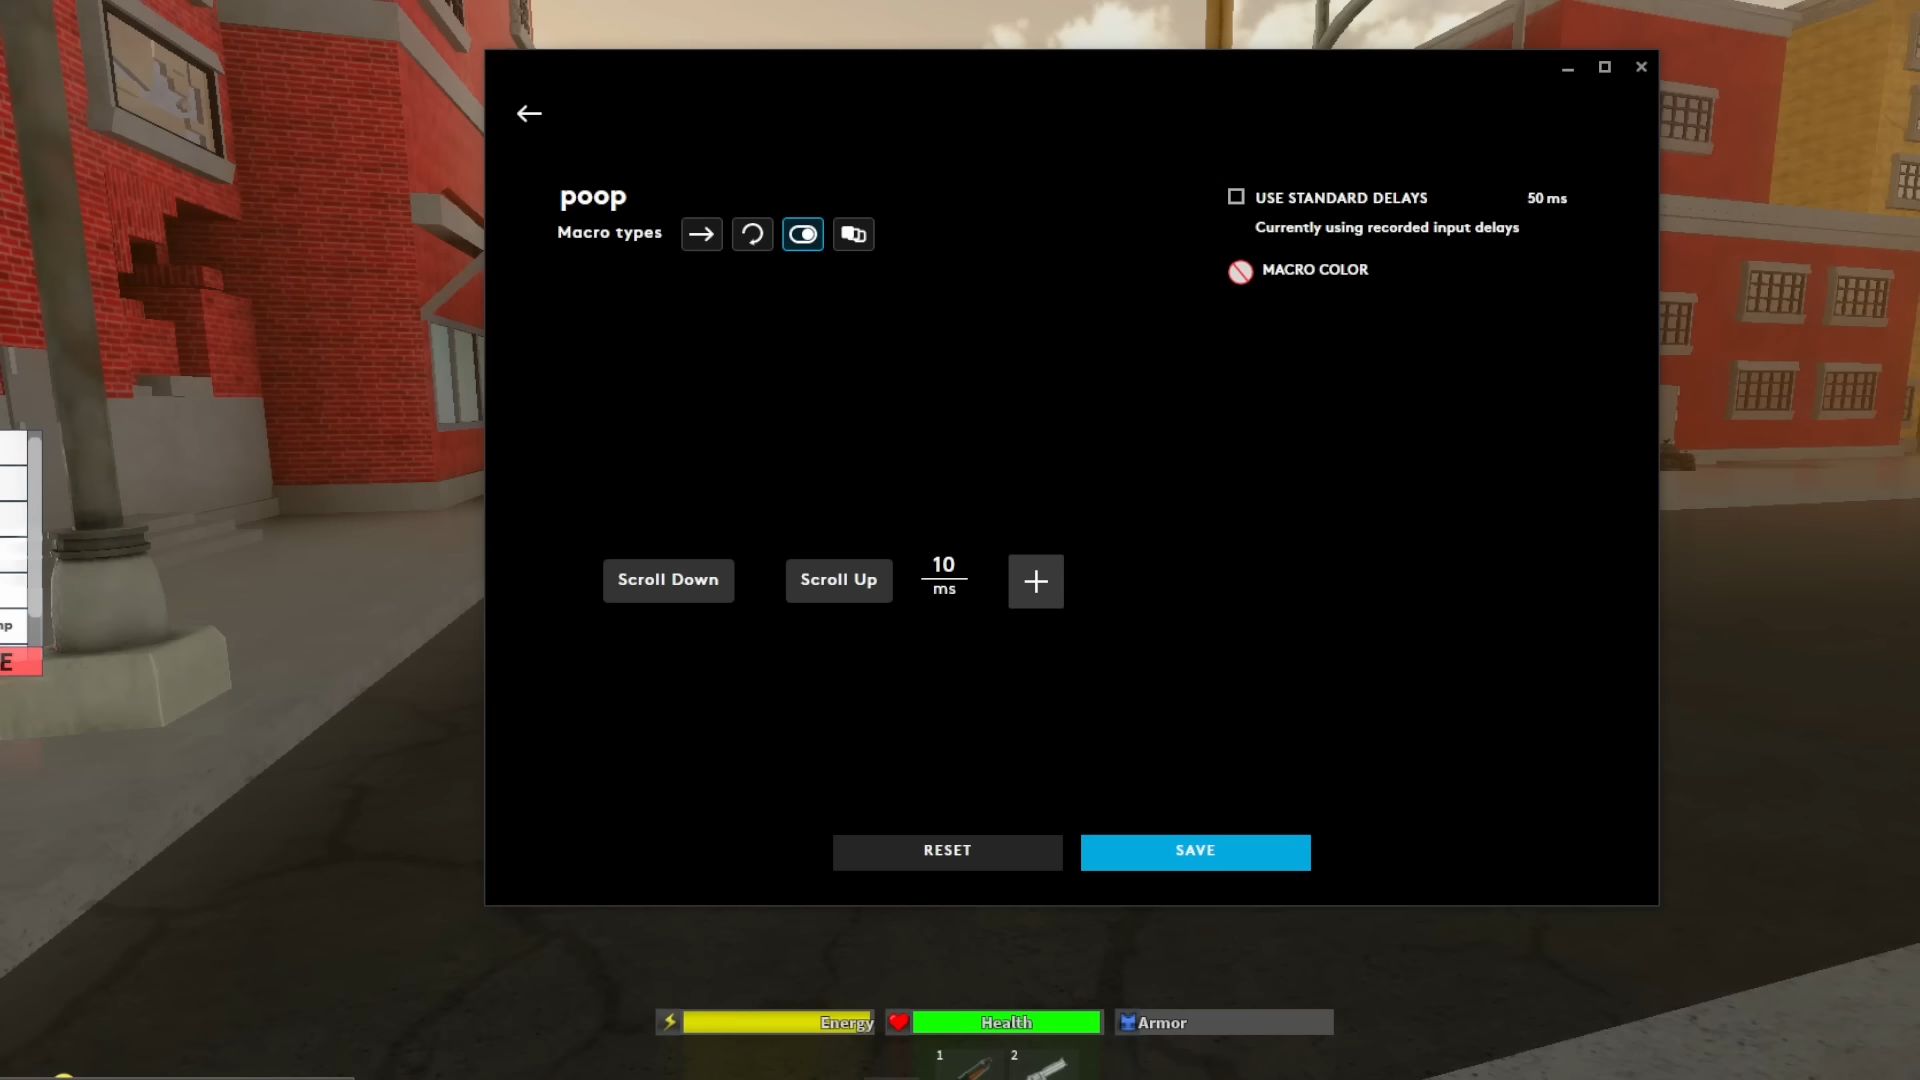 poop
Macro types
USE STANDARD DELAYS 50 ms
Currently using recorded input delays
MACRO COLOR
Scroll Down Scroll Up 10 ms
RESET SAVE
E
Energy Health Armor
1 2